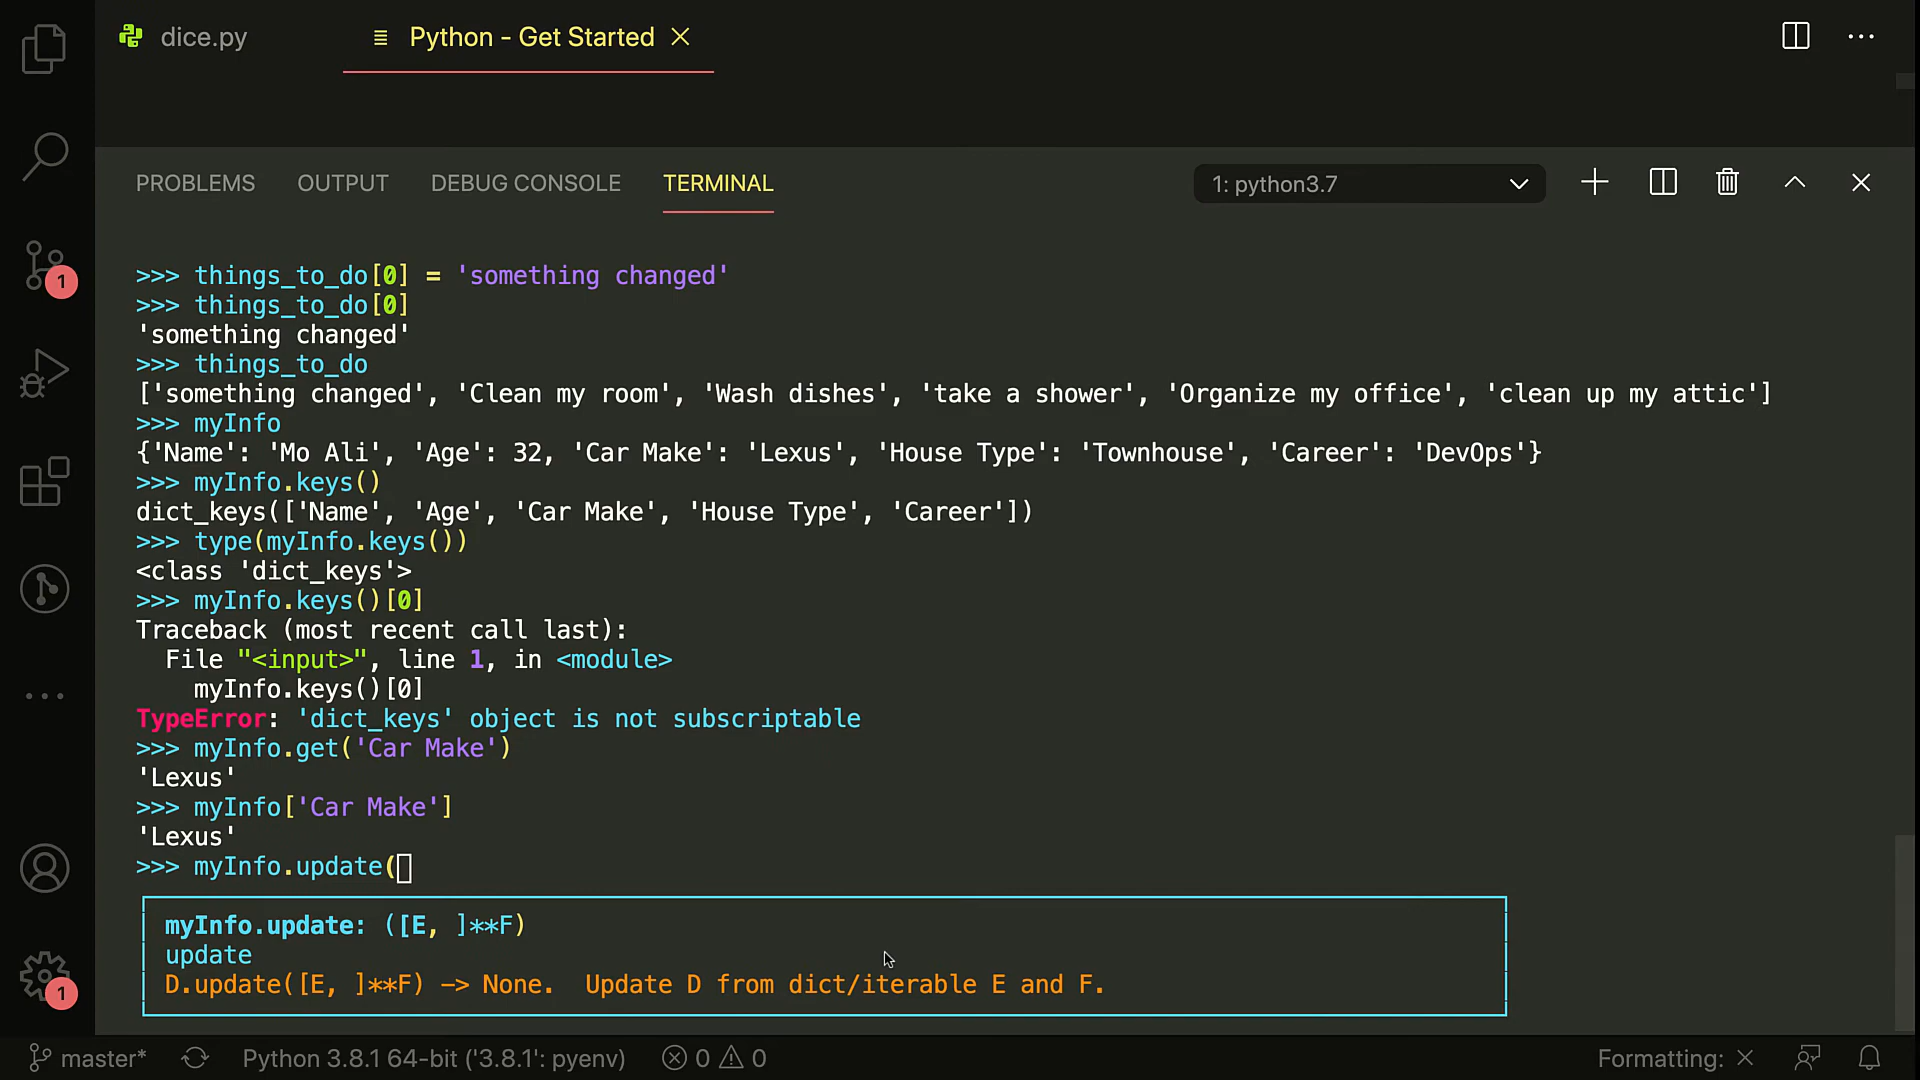 dice.py
Python - Get Started
PROBLEMS OUTPUT DEBUG CONSOLE TERMINAL
1: python3.7
>>> things_to_do[0] = 'something changed'
>>> things_to_do[0]
'something changed'
>>> things_to_do
['something changed', 'Clean my room', 'Wash dishes', 'take a shower', 'Organize my office', 'clean up my attic']
>>> myInfo
{'Name': 'Mo Ali', 'Age': 32, 'Car Make': 'Lexus', 'House Type': 'Townhouse', 'Career': 'DevOps'}
>>> myInfo.keys()
dict_keys(['Name', 'Age', 'Car Make', 'House Type', 'Career'])
>>> type(myInfo.keys())
<class 'dict_keys'>
>>> myInfo.keys()[0]
Traceback (most recent call last):
  File "<input>", line 1, in <module>
    myInfo.keys()[0]
TypeError: 'dict_keys' object is not subscriptable
>>> myInfo.get('Car Make')
'Lexus'
>>> myInfo['Car Make']
'Lexus'
>>> myInfo.update(
myInfo.update: ([E, ]**F)
update
D.update([E, ]**F) -> None.  Update D from dict/iterable E and F.
1
1
master* Python 3.8.1 64-bit ('3.8.1': pyenv) 0 0 Formatting: ×